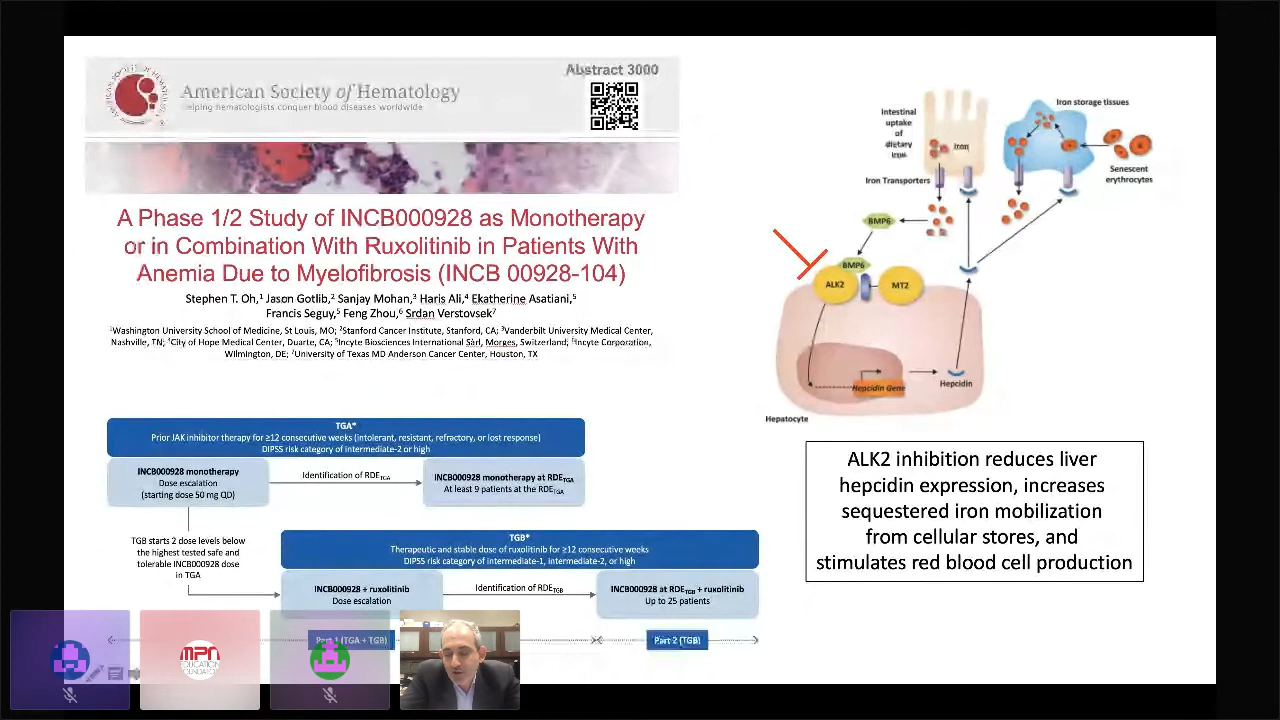 Abstract 3000
American Society of Hematology
Helping hematologists conquer blood diseases worldwide
A Phase 1/2 Study of INCB000928 as Monotherapy
or in Combination With Ruxolitinib in Patients With
Anemia Due to Myelofibrosis (INCB 00928-104)
Stephen T. Oh,¹ Jason Gotlib,² Sanjay Mohan,³ Haris Ali,⁴ Ekatherine Asatiani,⁵
Francis Seguy,⁵ Feng Zhou,⁶ Srdan Verstovsek⁷
¹Washington University School of Medicine, St Louis, MO; ²Stanford Cancer Institute, Stanford, CA; ³Vanderbilt University Medical Center,
Nashville, TN; ⁴City of Hope Medical Center, Duarte, CA; ⁵Incyte Biosciences International Sàrl, Morges, Switzerland; ⁶Incyte Corporation,
Wilmington, DE; ⁷University of Texas MD Anderson Cancer Center, Houston, TX
TGA*
Prior JAK inhibitor therapy for ≥12 consecutive weeks (intolerant, resistant, refractory, or lost response)
DIPSS risk category of intermediate-2 or high
INCB000928 monotherapy
Dose escalation
(starting dose 50 mg QD)
Identification of RDE_TGA
INCB000928 monotherapy at RDE_TGA
At least 9 patients at the RDE_TGA
TGB starts 2 dose levels below
the highest tested safe and
tolerable INCB000928 dose
in TGA
TGB*
Therapeutic and stable dose of ruxolitinib for ≥12 consecutive weeks
DIPSS risk category of intermediate-1, intermediate-2, or high
INCB000928 + ruxolitinib
Dose escalation
Identification of RDE_TGB
INCB000928 at RDE_TGB + ruxolitinib
Up to 25 patients
Part 1 (TGA + TGB)
Part 2 (TGB)
Intestinal
uptake
of
dietary
iron
Iron
Iron storage tissues
Senescent
erythrocytes
Iron Transporters
BMP6
BMP6
ALK2
MT2
Hepcidin Gene
Hepcidin
Hepatocyte
ALK2 inhibition reduces liver
hepcidin expression, increases
sequestered iron mobilization
from cellular stores, and
stimulates red blood cell production
MPN
EDUCATION
FOUNDATION